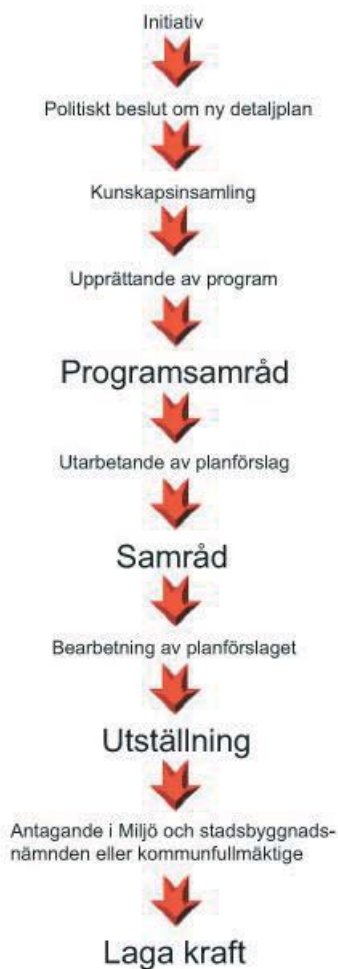 Initiativ
Politiskt beslut om ny detaljplan
Kunskapsinsamling
Upprättande av program
Programsamråd
Utarbetande av planförslag
Samråd
Bearbetning av planförslaget
Utställning
Antagande i Miljö och stadsbyggnads-
nämnden eller kommunfullmäktige
Laga kraft